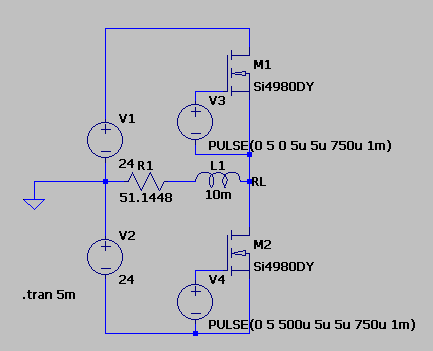 M1
Si4980DY
V3
PULSE(0 5 0 5u 5u 750u 1m)
V1
24
R1
51.1448
L1
10m
RL
V2
24
M2
Si4980DY
V4
PULSE(0 5 500u 5u 5u 750u 1m)
.tran 5m